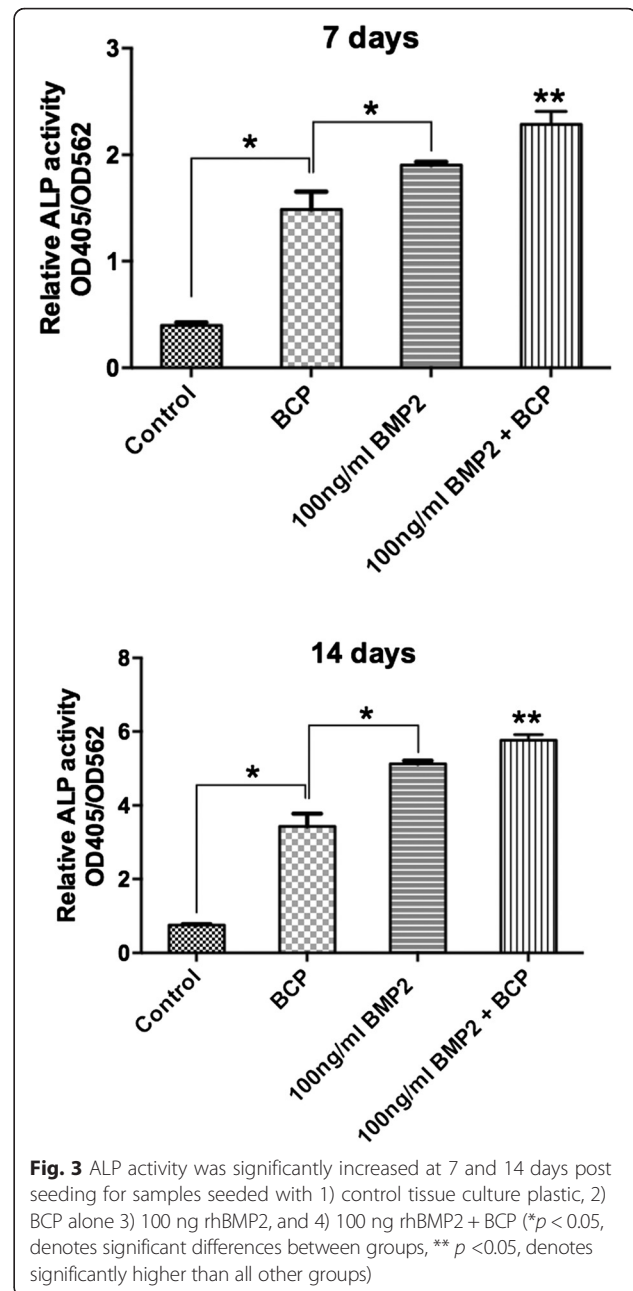 7 days
Relative ALP activity
OD405/OD562
3
2
1
0
*
*
**
Control
BCP
100ng/ml BMP2
100ng/ml BMP2 + BCP
14 days
Relative ALP activity
OD405/OD562
8
6
4
2
0
*
*
**
Control
BCP
100ng/ml BMP2
100ng/ml BMP2 + BCP
Fig. 3 ALP activity was significantly increased at 7 and 14 days post
seeding for samples seeded with 1) control tissue culture plastic, 2)
BCP alone 3) 100 ng rhBMP2, and 4) 100 ng rhBMP2 + BCP (*p < 0.05,
denotes significant differences between groups, ** p <0.05, denotes
significantly higher than all other groups)